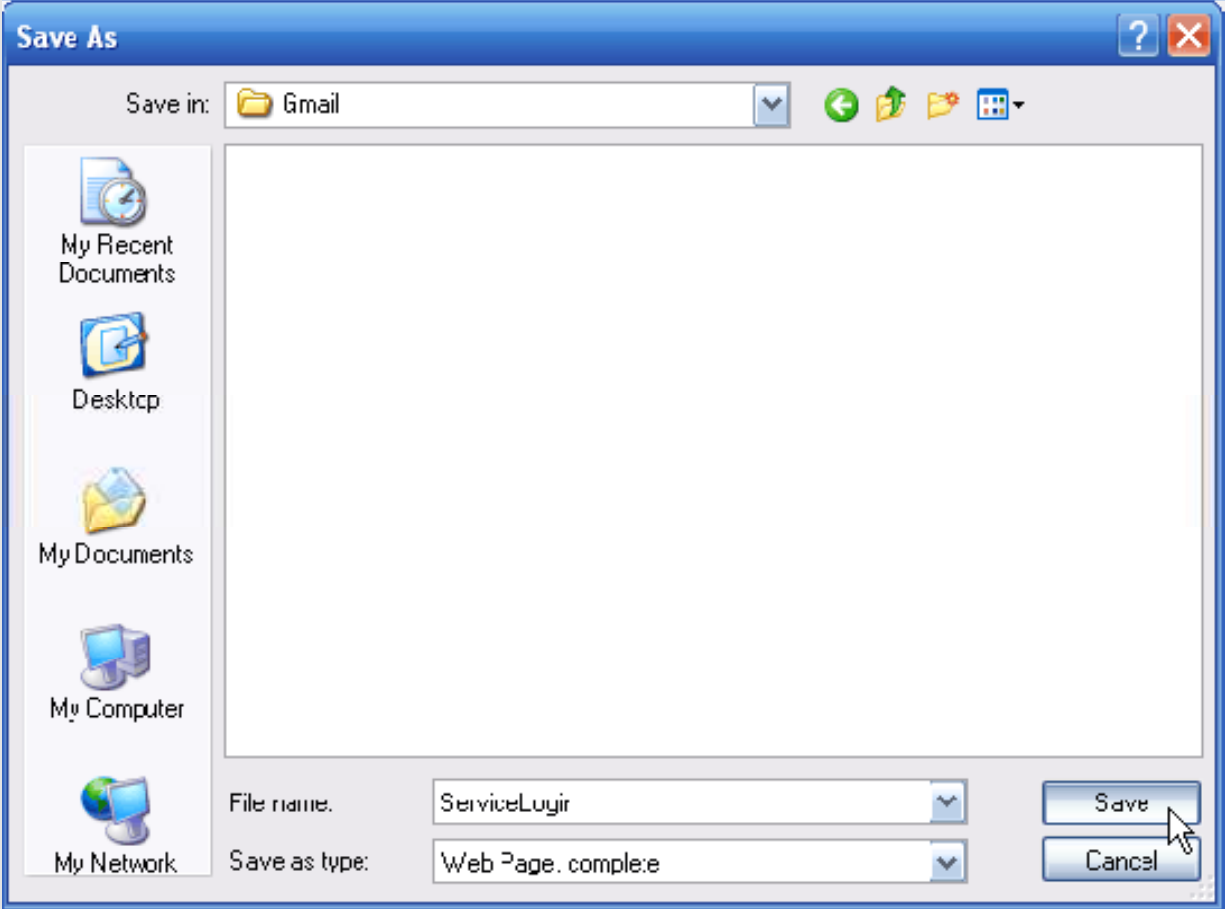 Save As
Save in: Gmail
My Recent
Documents
Desktop
My Documents
My Computer
My Network
File name: ServiceLogin
Save as type: Web Page, complete
Save
Cancel